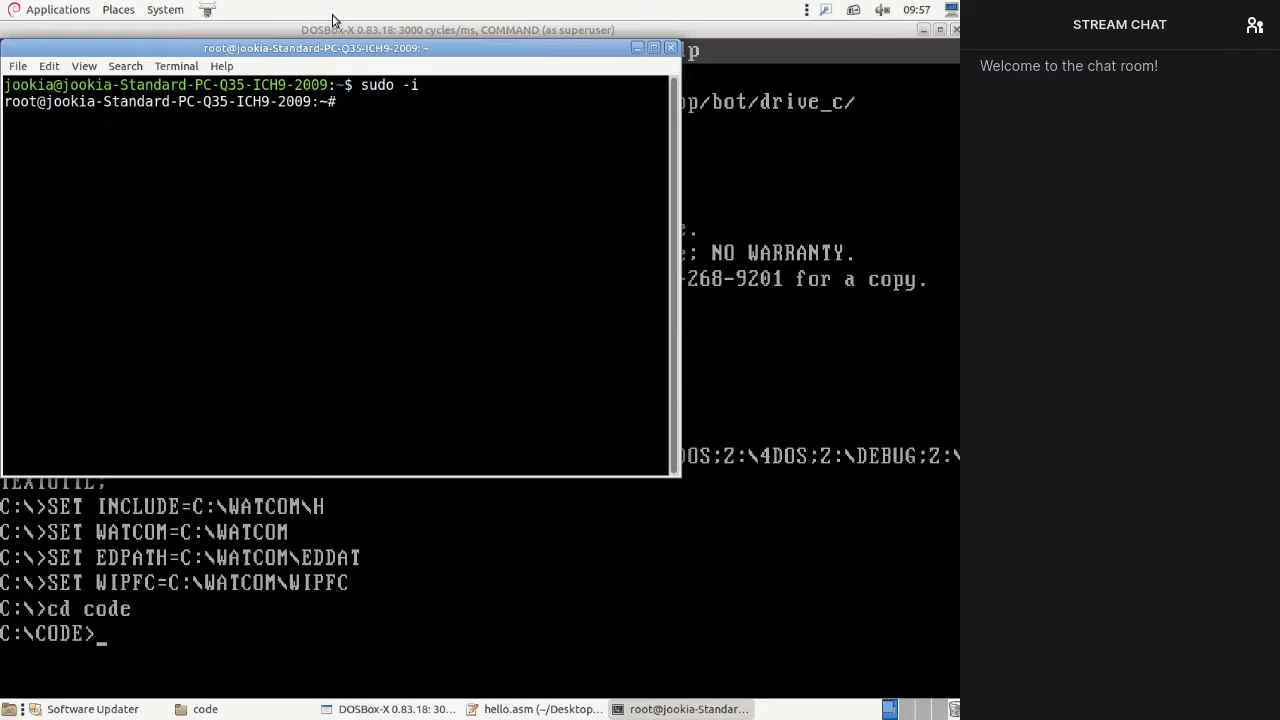 Applications Places System
09:57
DOSBox-X 0.83.18: 3000 cycles/ms, COMMAND (as superuser)
root@jookia-Standard-PC-Q35-ICH9-2009: ~
File Edit View Search Terminal Help
jookia@jookia-Standard-PC-Q35-ICH9-2009:~$ sudo -i
root@jookia-Standard-PC-Q35-ICH9-2009:~#
lp
op/bot/drive_c/
e.
e; NO WARRANTY.
-268-9201 for a copy.
DOS;Z:\4DOS;Z:\DEBUG;Z:\
TEXTUTIL;
C:\>SET INCLUDE=C:\WATCOM\H
C:\>SET WATCOM=C:\WATCOM
C:\>SET EDPATH=C:\WATCOM\EDDAT
C:\>SET WIPFC=C:\WATCOM\WIPFC
C:\>cd code
C:\CODE>_
Software Updater
code
DOSBox-X 0.83.18: 30...
hello.asm (~/Desktop...
root@jookia-Standar...
STREAM CHAT
Welcome to the chat room!